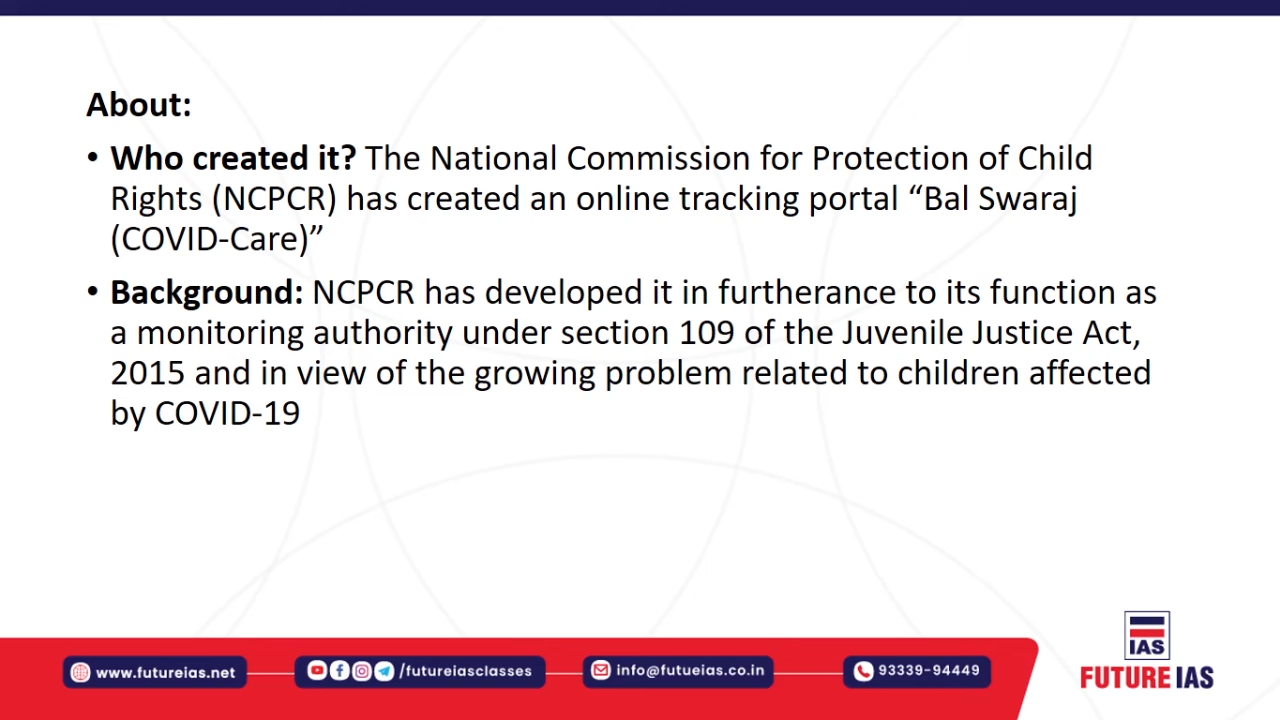 About:
• Who created it? The National Commission for Protection of Child
Rights (NCPCR) has created an online tracking portal “Bal Swaraj
(COVID-Care)”
• Background: NCPCR has developed it in furtherance to its function as
a monitoring authority under section 109 of the Juvenile Justice Act,
2015 and in view of the growing problem related to children affected
by COVID-19
IAS
FUTURE IAS
www.futureias.net
/futureiasclasses
info@futueias.co.in
93339-94449